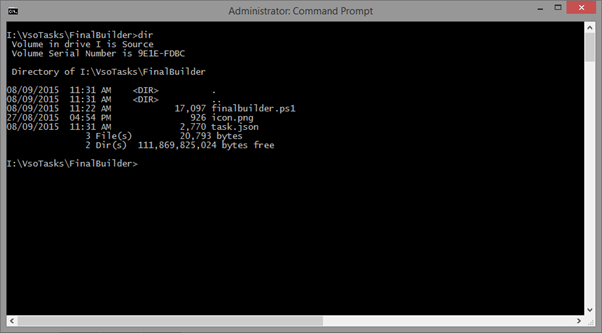 Administrator: Command Prompt
I:\VsoTasks\FinalBuilder>dir
 Volume in drive I is Source
 Volume Serial Number is 9E1E-FDBC

 Directory of I:\VsoTasks\FinalBuilder

08/09/2015  11:31 AM    <DIR>          .
08/09/2015  11:31 AM    <DIR>          ..
08/09/2015  11:22 AM            17,097 finalbuilder.ps1
27/08/2015  04:54 PM               926 icon.png
08/09/2015  11:31 AM             2,770 task.json
               3 File(s)         20,793 bytes
               2 Dir(s)  111,869,825,024 bytes free

I:\VsoTasks\FinalBuilder>